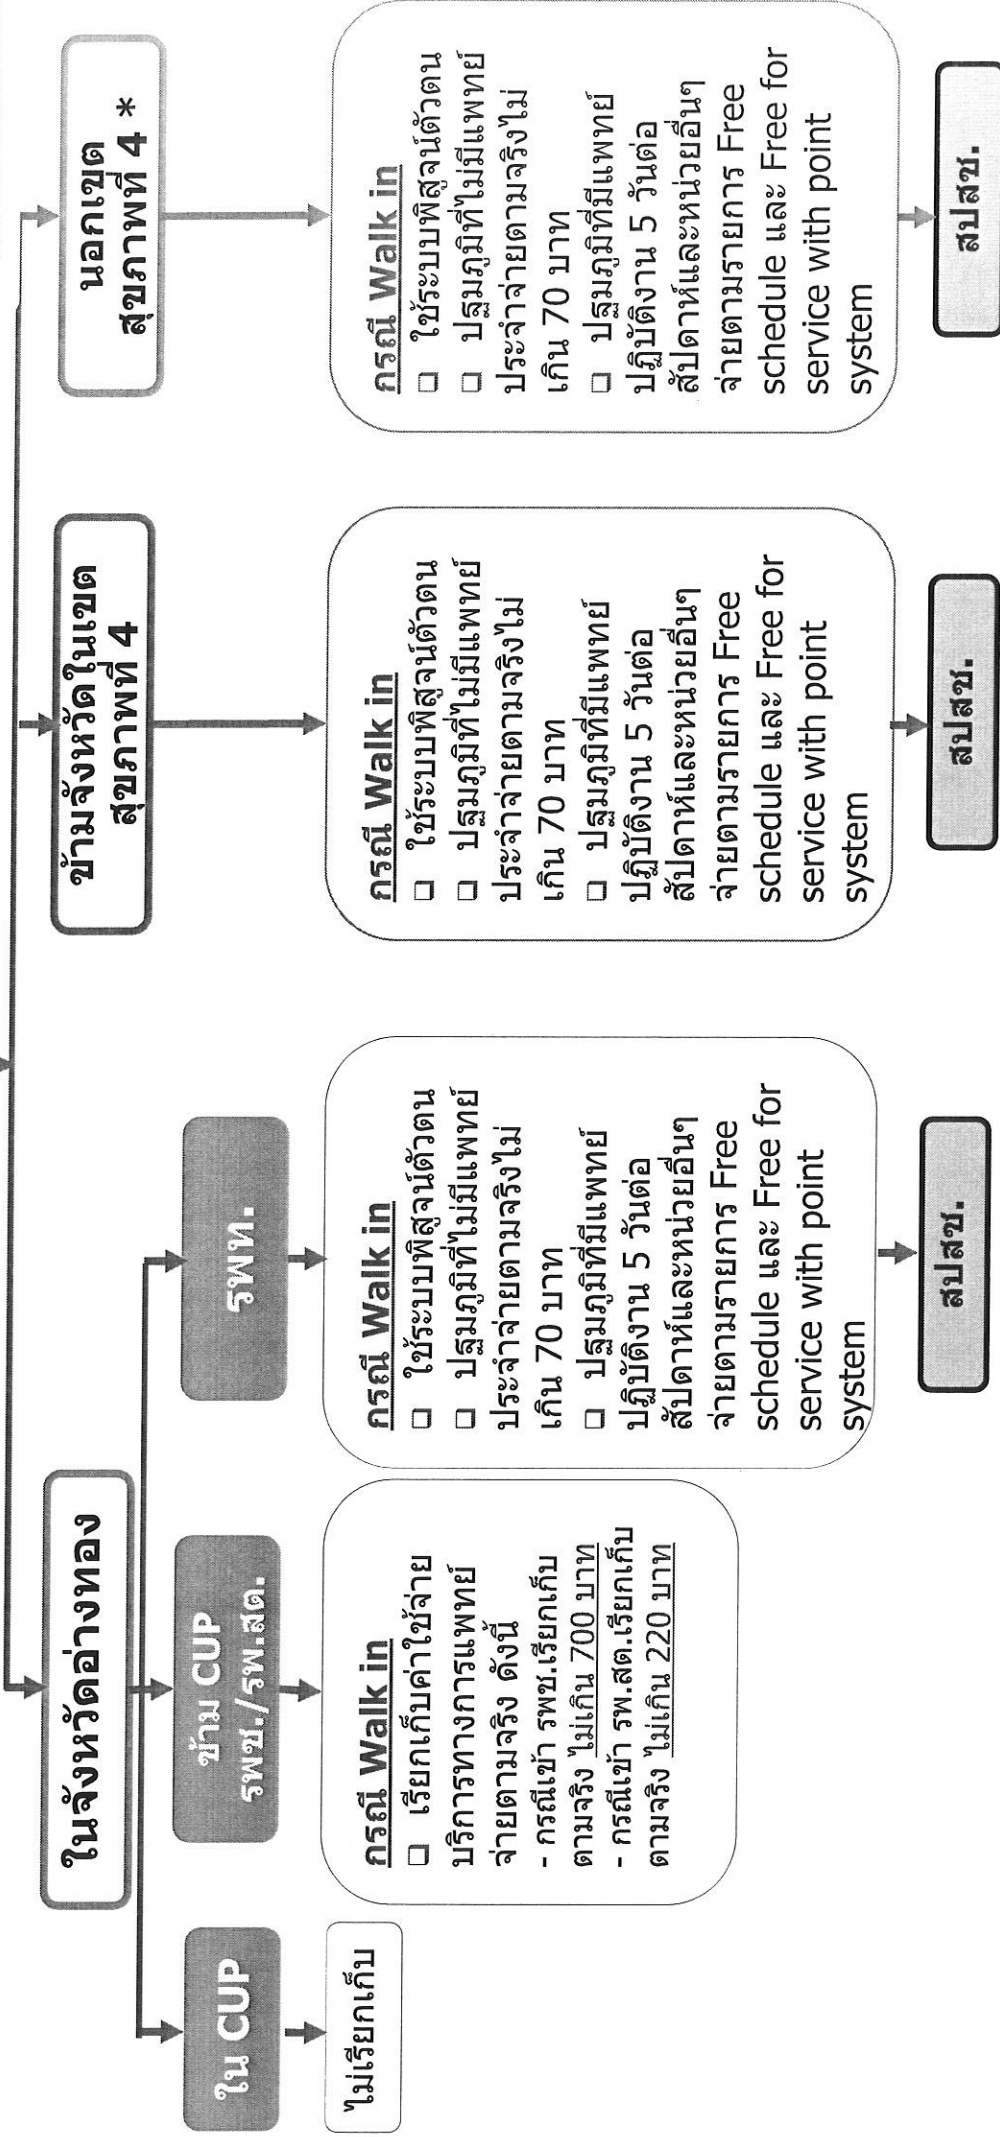 ในจังหวัดอ่างทอง
ข้ามจังหวัดในเขต
สุขภาพที่ 4
นอกเขต
สุขภาพที่ 4 *
ใน CUP
ข้าม CUP
รพช./รพ.สต.
รพท.
ไม่เรียกเก็บ
กรณี Walk in
❑ เรียกเก็บค่าใช้จ่าย
บริการทางการแพทย์
จ่ายตามจริง ดังนี้
- กรณีเข้า รพช.เรียกเก็บ
ตามจริง ไม่เกิน 700 บาท
- กรณีเข้า รพ.สต.เรียกเก็บ
ตามจริง ไม่เกิน 220 บาท
กรณี Walk in
❑ ใช้ระบบพิสูจน์ตัวตน
❑ ปฐมภูมิที่ไม่มีแพทย์
ประจำจ่ายตามจริงไม่
เกิน 70 บาท
❑ ปฐมภูมิที่มีแพทย์
ปฏิบัติงาน 5 วันต่อ
สัปดาห์และหน่วยอื่นๆ
จ่ายตามรายการ Free
schedule และ Free for
service with point
system
สปสช.
กรณี Walk in
❑ ใช้ระบบพิสูจน์ตัวตน
❑ ปฐมภูมิที่ไม่มีแพทย์
ประจำจ่ายตามจริงไม่
เกิน 70 บาท
❑ ปฐมภูมิที่มีแพทย์
ปฏิบัติงาน 5 วันต่อ
สัปดาห์และหน่วยอื่นๆ
จ่ายตามรายการ Free
schedule และ Free for
service with point
system
สปสช.
กรณี Walk in
❑ ใช้ระบบพิสูจน์ตัวตน
❑ ปฐมภูมิที่ไม่มีแพทย์
ประจำจ่ายตามจริงไม่
เกิน 70 บาท
❑ ปฐมภูมิที่มีแพทย์
ปฏิบัติงาน 5 วันต่อ
สัปดาห์และหน่วยอื่นๆ
จ่ายตามรายการ Free
schedule และ Free for
service with point
system
สปสช.